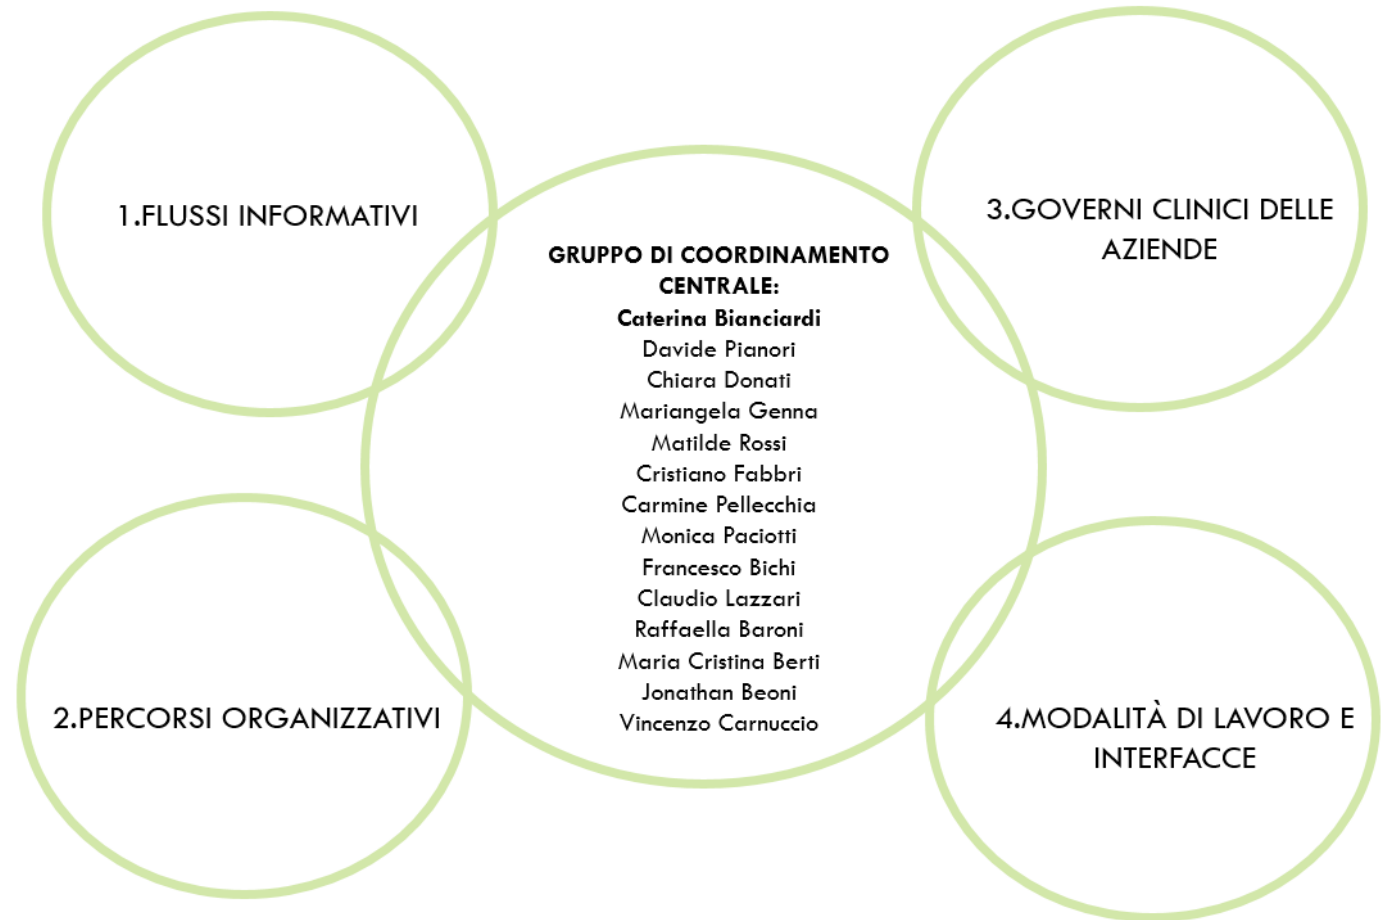 1.FLUSSI INFORMATIVI
3.GOVERNI CLINICI DELLE
AZIENDE
GRUPPO DI COORDINAMENTO
CENTRALE:
Caterina Bianciardi
Davide Pianori
Chiara Donati
Mariangela Genna
Matilde Rossi
Cristiano Fabbri
Carmine Pellecchia
Monica Paciotti
Francesco Bichi
Claudio Lazzari
Raffaella Baroni
Maria Cristina Berti
Jonathan Beoni
Vincenzo Carnuccio
2.PERCORSI ORGANIZZATIVI
4.MODALITÀ DI LAVORO E
INTERFACCE